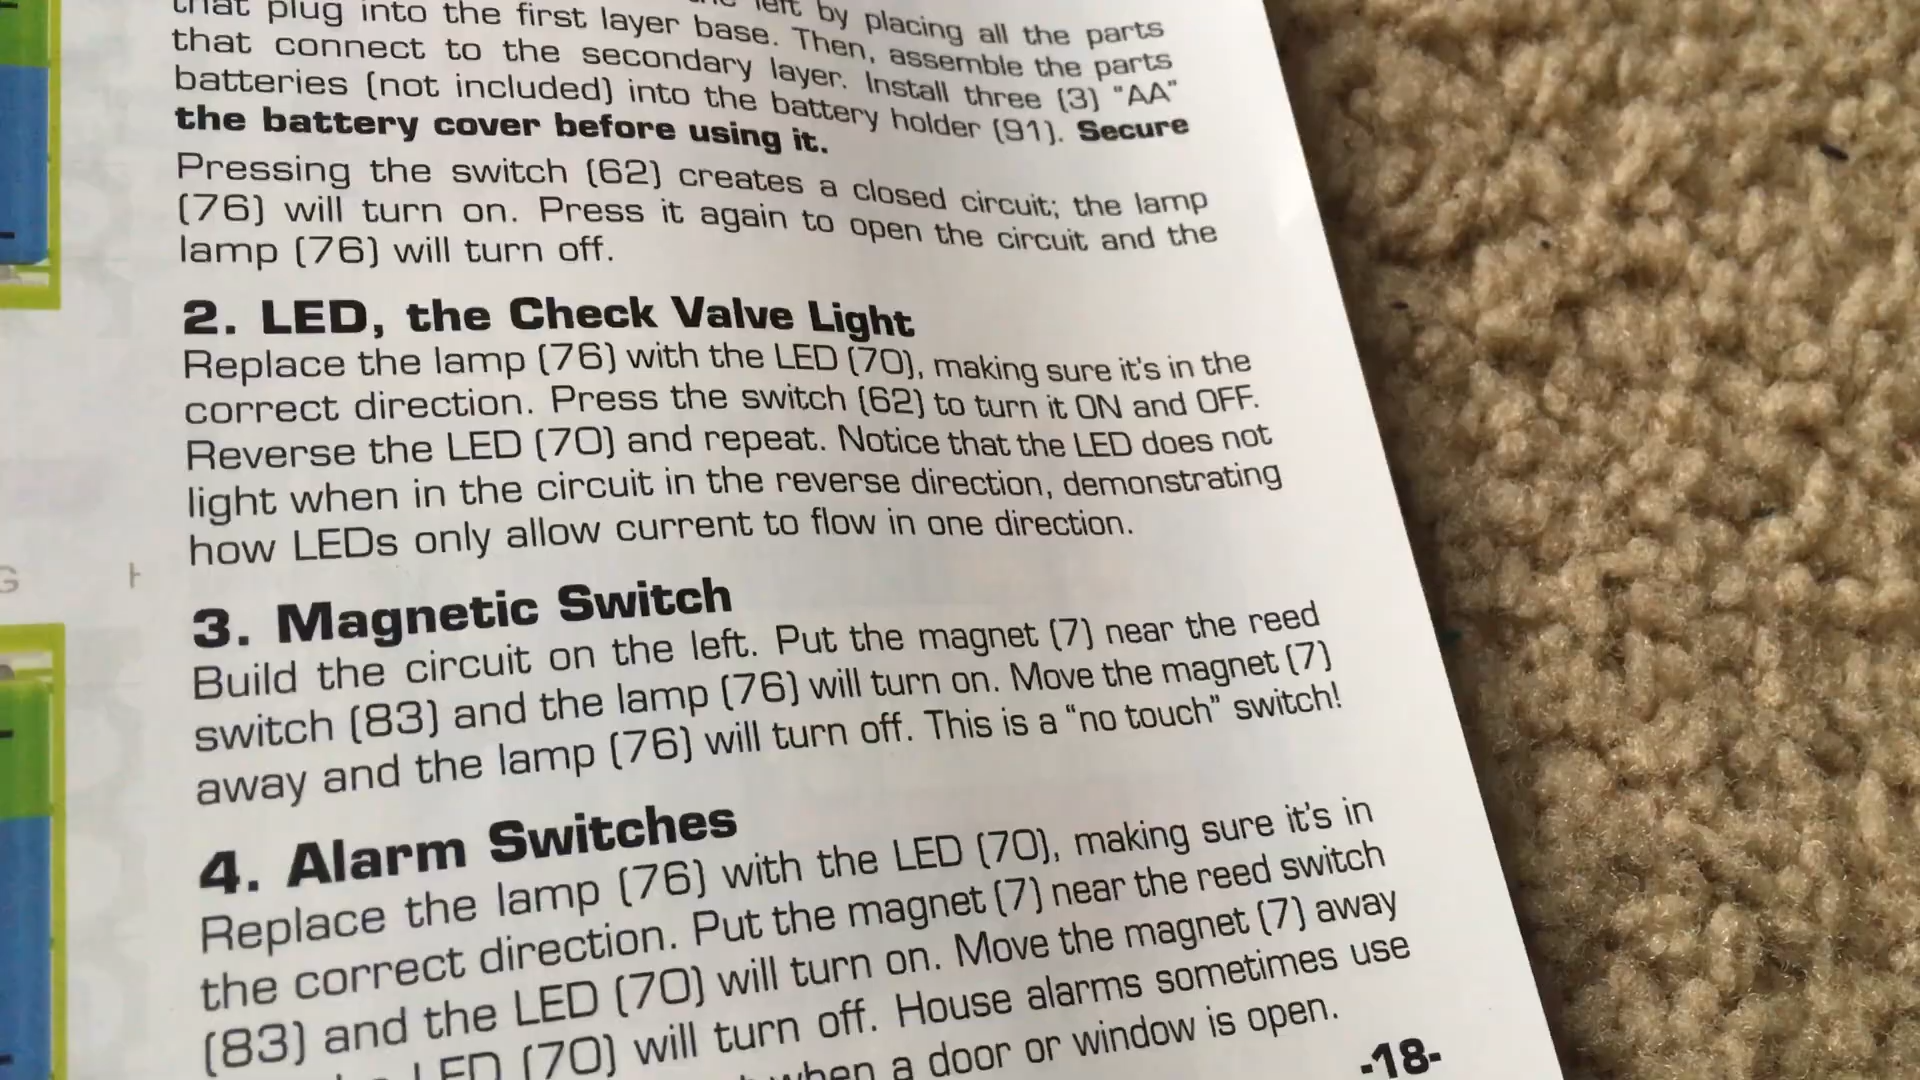 left by placing all the parts
that plug into the first layer base. Then, assemble the parts
that connect to the secondary layer. Install three (3) "AA"
batteries (not included) into the battery holder (91). Secure
the battery cover before using it.
Pressing the switch (62) creates a closed circuit; the lamp
(76) will turn on. Press it again to open the circuit and the
lamp (76) will turn off.
2. LED, the Check Valve Light
Replace the lamp (76) with the LED (70), making sure it's in the
correct direction. Press the switch (62) to turn it ON and OFF.
Reverse the LED (70) and repeat. Notice that the LED does not
light when in the circuit in the reverse direction, demonstrating
how LEDs only allow current to flow in one direction.
3. Magnetic Switch
Build the circuit on the left. Put the magnet (7) near the reed
switch (83) and the lamp (76) will turn on. Move the magnet (7)
away and the lamp (76) will turn off. This is a “no touch” switch!
4. Alarm Switches
Replace the lamp (76) with the LED (70), making sure it's in
the correct direction. Put the magnet (7) near the reed switch
(83) and the LED (70) will turn on. Move the magnet (7) away
LED (70) will turn off. House alarms sometimes use
when a door or window is open.
-18-
G H